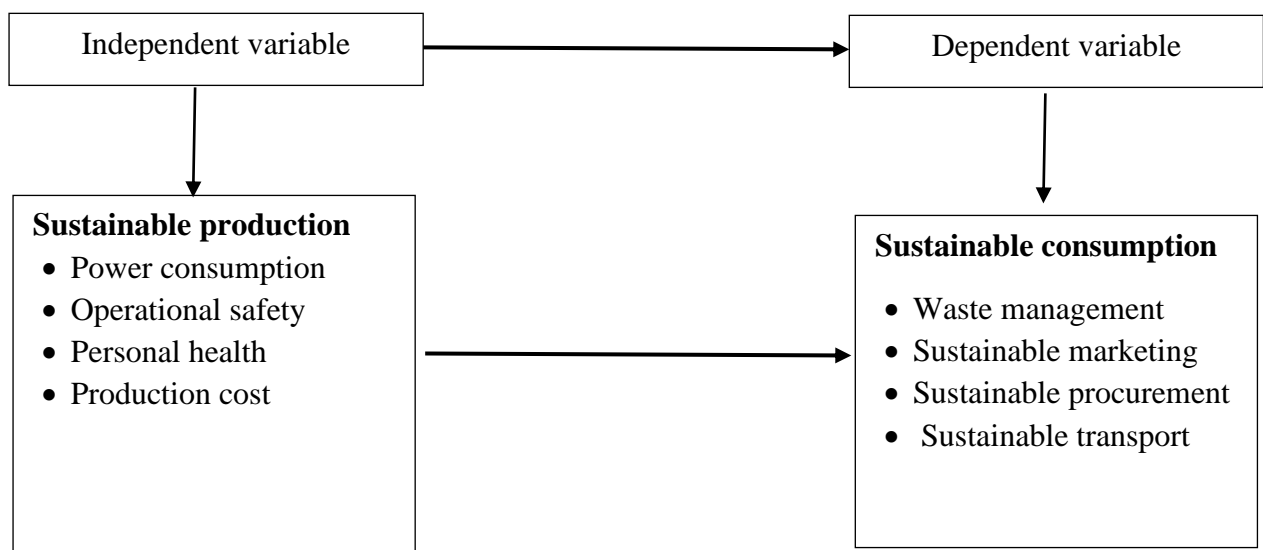 Independent variable
Dependent variable
Sustainable production
• Power consumption
• Operational safety
• Personal health
• Production cost
Sustainable consumption
• Waste management
• Sustainable marketing
• Sustainable procurement
• Sustainable transport